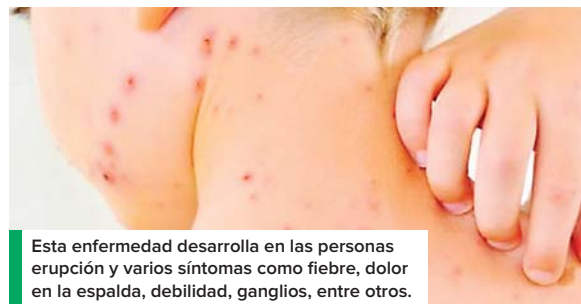 Esta enfermedad desarrolla en las personas
erupción y varios síntomas como fiebre, dolor
en la espalda, debilidad, ganglios, entre otros.